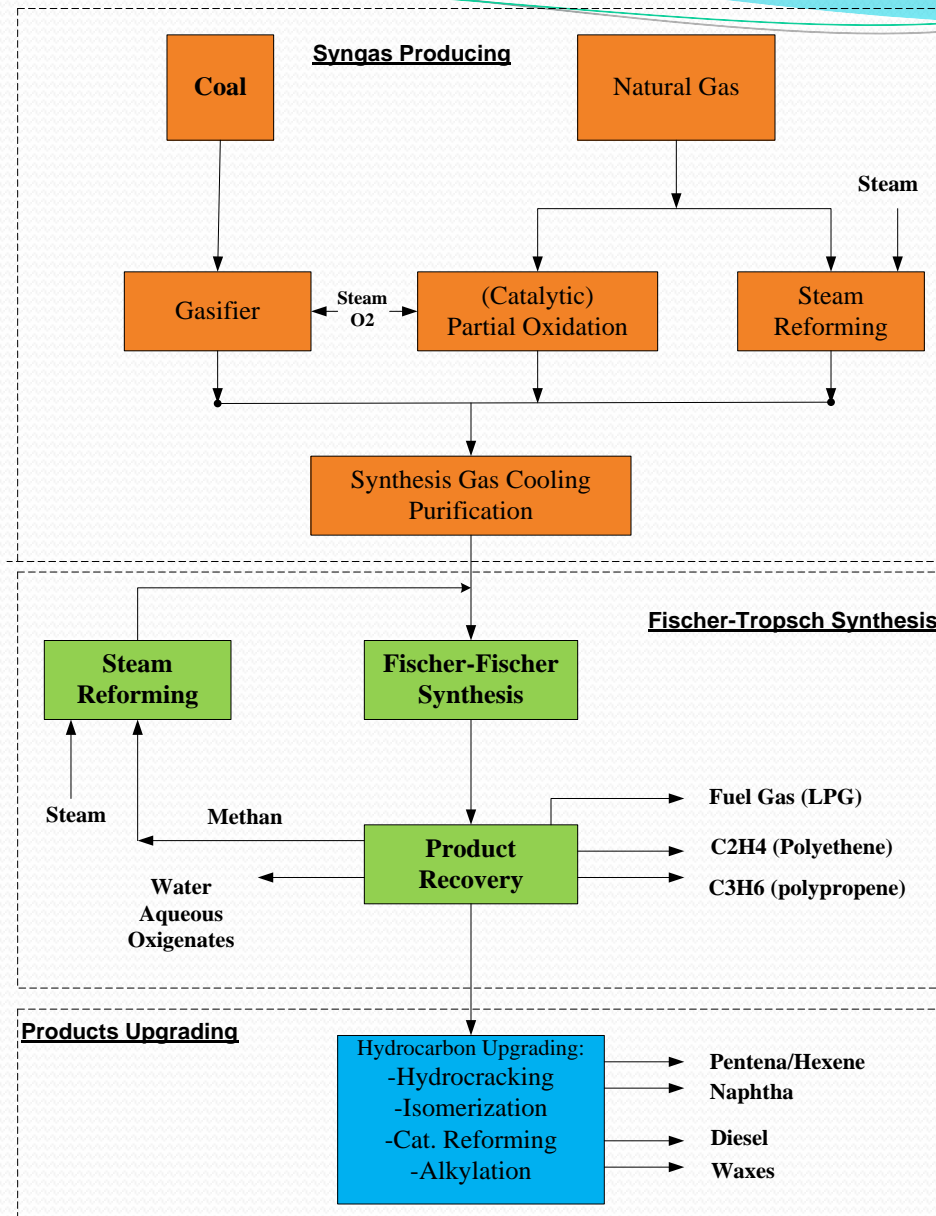 Syngas Producing
Coal
Natural Gas
Steam
Gasifier
Steam
O2
(Catalytic)
Partial Oxidation
Steam
Reforming
Synthesis Gas Cooling
Purification
Fischer-Tropsch Synthesis
Steam
Reforming
Fischer-Fischer
Synthesis
Steam
Methan
Fuel Gas (LPG)
Product
Recovery
C2H4 (Polyethene)
C3H6 (polypropene)
Water
Aqueous
Oxigenates
Products Upgrading
Hydrocarbon Upgrading:
-Hydrocracking
-Isomerization
-Cat. Reforming
-Alkylation
Pentena/Hexene
Naphtha
Diesel
Waxes